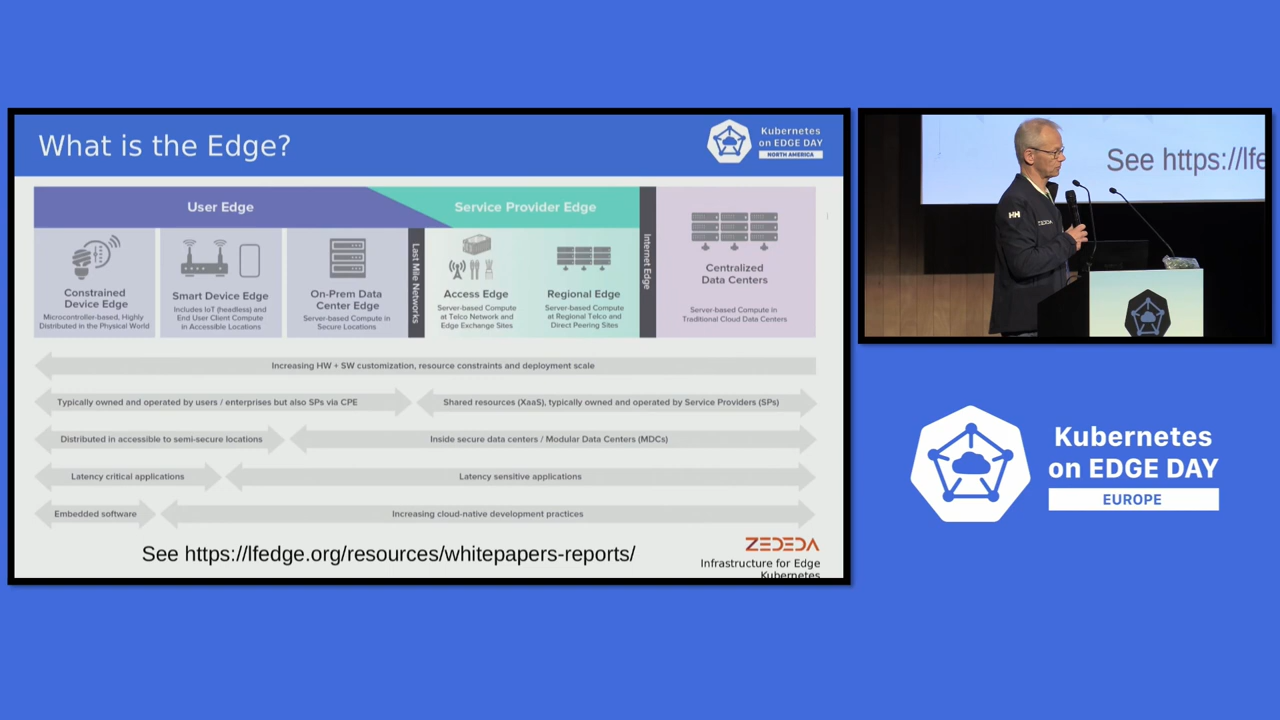 What is the Edge?
Kubernetes
on EDGE DAY
NORTH AMERICA
User Edge
Service Provider Edge
Constrained
Device Edge
Microcontroller-based, Highly
Distributed in the Physical World
Smart Device Edge
Includes IoT (headless) and
End User Client Compute
in Accessible Locations
On-Prem Data
Center Edge
Server-based Compute in
Secure Locations
Last Mile Networks
Access Edge
Server-based Compute
at Telco Network and
Edge Exchange Sites
Regional Edge
Server-based Compute
at Regional Telco and
Direct Peering Sites
Internet Edge
Centralized
Data Centers
Server-based Compute in
Traditional Cloud Data Centers
Increasing HW + SW customization, resource constraints and deployment scale
Typically owned and operated by users / enterprises but also SPs via CPE
Shared resources (XaaS), typically owned and operated by Service Providers (SPs)
Distributed in accessible to semi-secure locations
Inside secure data centers / Modular Data Centers (MDCs)
Latency critical applications
Latency sensitive applications
Embedded software
Increasing cloud-native development practices
See https://lfedge.org/resources/whitepapers-reports/
ZEDEDA
Infrastructure for Edge
Kubernetes
See https://lfe
HH
ZEDEDA
Kubernetes
on EDGE DAY
EUROPE